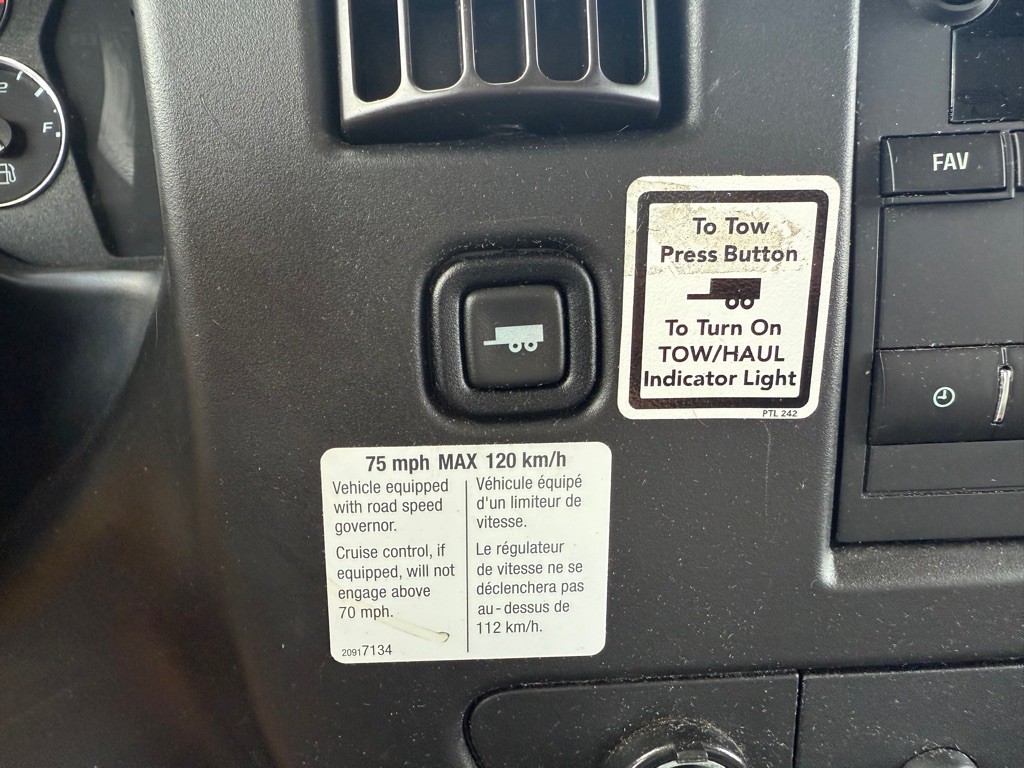 F
FAV
To Tow
Press Button
To Turn On
TOW/HAUL
Indicator Light
PTL 242
75 mph MAX 120 km/h
Vehicle equipped
with road speed
governor.
Cruise control, if
equipped, will not
engage above
70 mph.
20917134
Véhicule équipé
d'un limiteur de
vitesse.
Le régulateur
de vitesse ne se
déclenchera pas
au-dessus de
112 km/h.